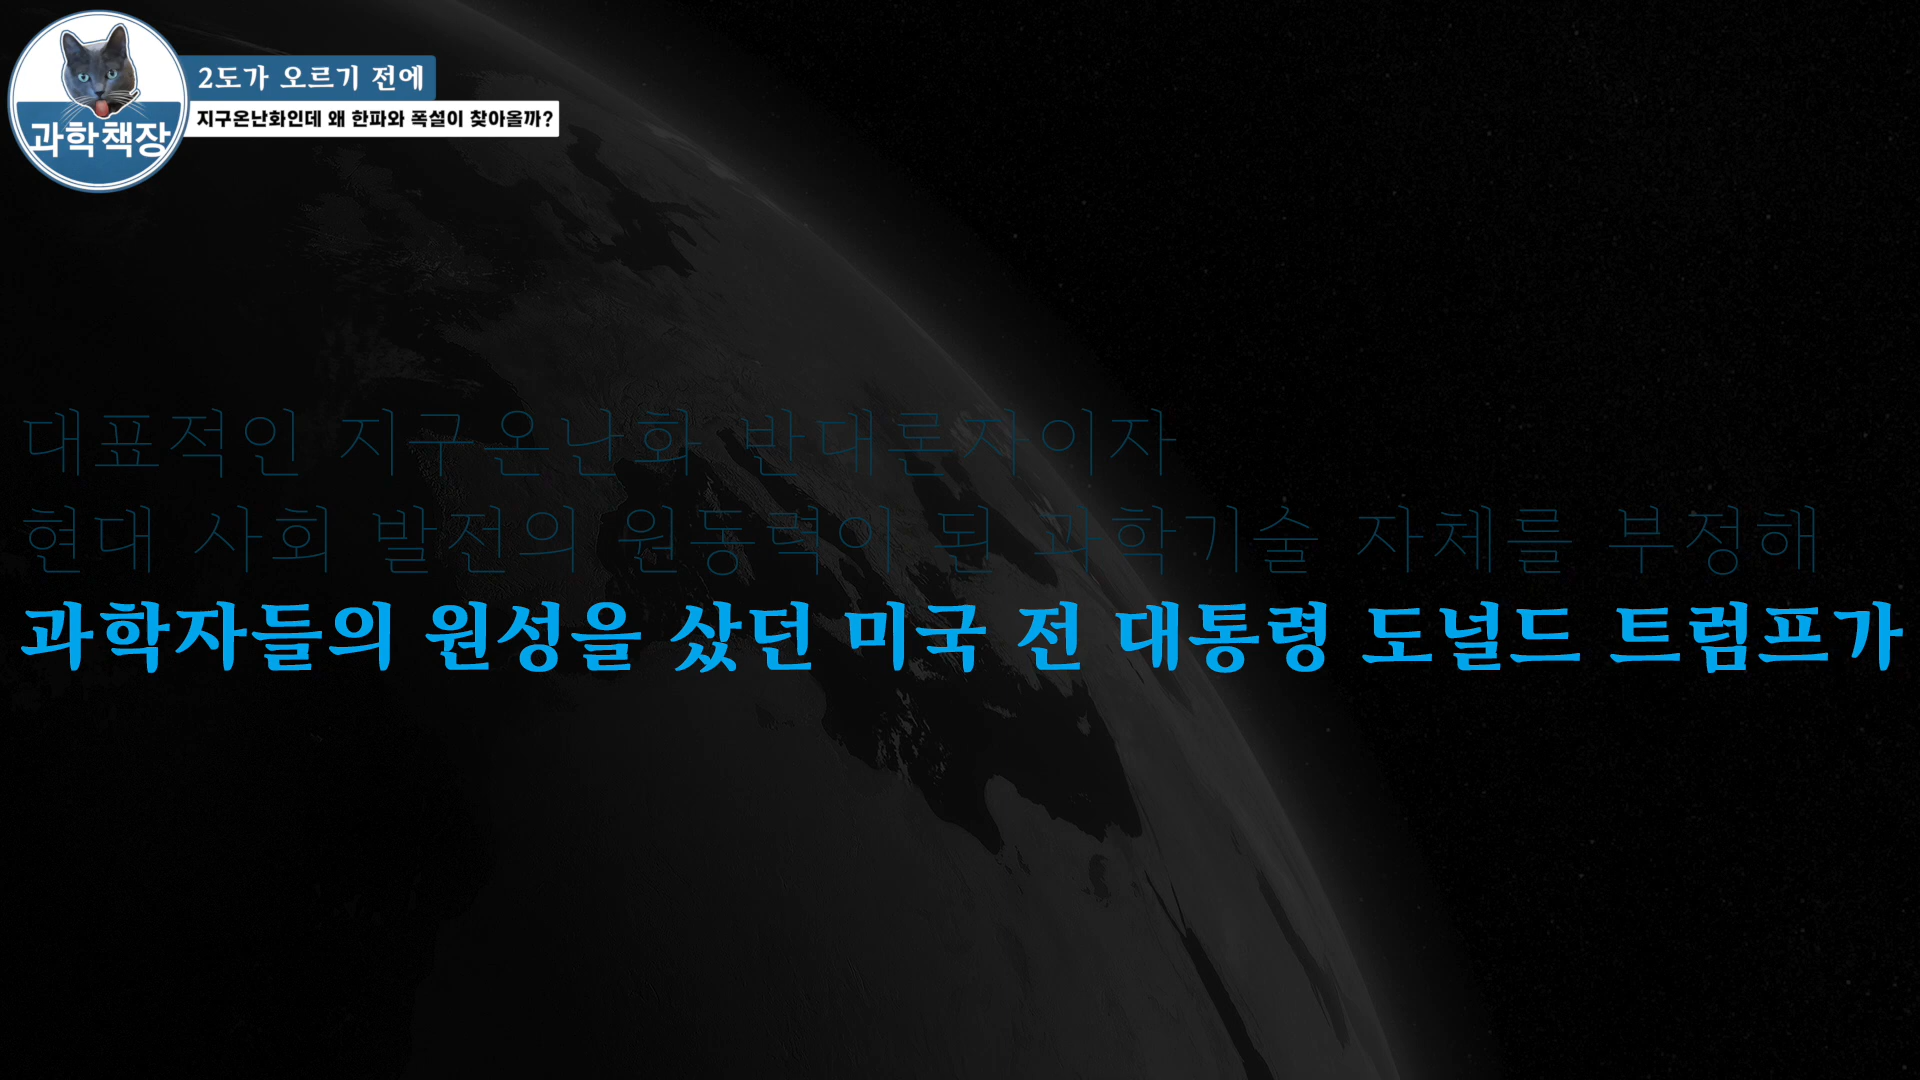 과학책장
2도가 오르기 전에
지구온난화인데 왜 한파와 폭설이 찾아올까?
대표적인 지구온난화 반대론자이자
현대 사회 발전의 원동력이 된 과학기술 자체를 부정해
과학자들의 원성을 샀던 미국 전 대통령 도널드 트럼프가